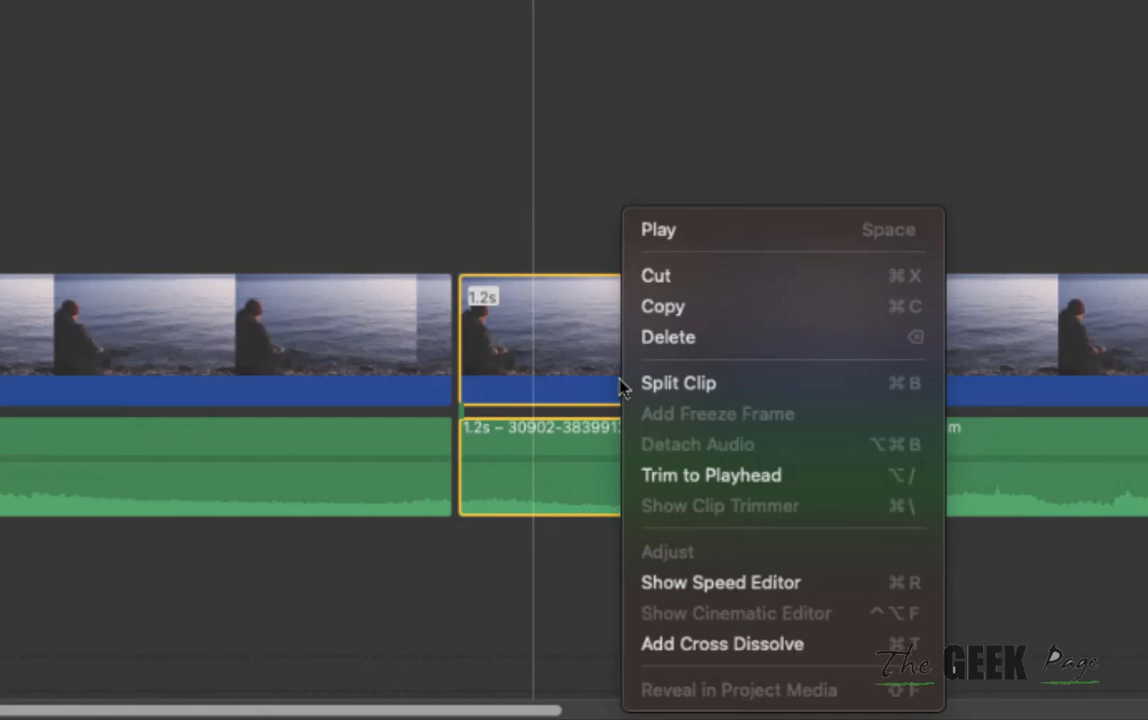 Play Space
Cut ⌘ X
Copy ⌘ C
Delete ⌫
1.2s
Split Clip ⌘ B
Add Freeze Frame
1.2s – 30902-383991
m
Detach Audio ⌥ ⌘ B
Trim to Playhead ⌥ /
Show Clip Trimmer ⌘ \
Adjust
Show Speed Editor ⌘ R
Show Cinematic Editor ^ ⌥ F
Add Cross Dissolve ⌘ T
The GEEK Page
Reveal in Project Media ⇧ F